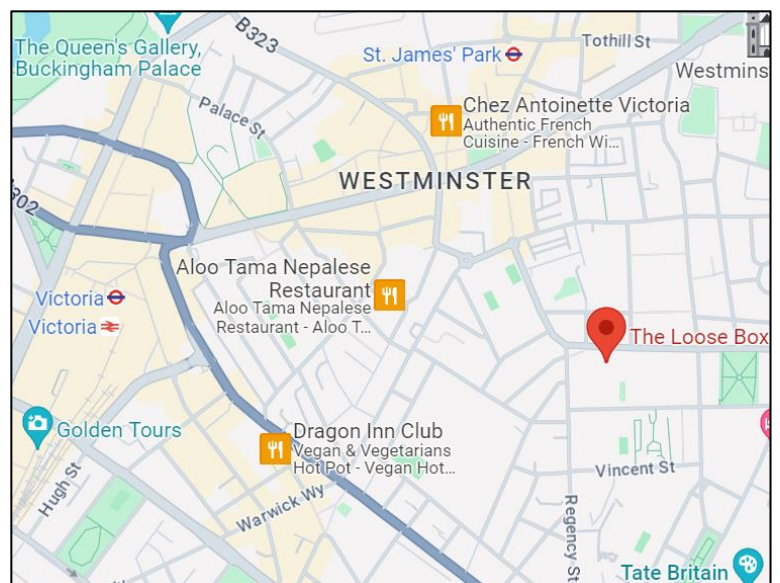 The Queen's Gallery,
Buckingham Palace
B323
St. James' Park
Tothill St
Westmins
Palace St
Chez Antoinette Victoria
Authentic French
Cuisine - French Wi...
WESTMINSTER
302
Aloo Tama Nepalese
Restaurant
Aloo Tama Nepalese
Restaurant - Aloo T...
Victoria
Victoria
The Loose Box
Golden Tours
Dragon Inn Club
Vegan & Vegetarians
Hot Pot - Vegan Hot...
Hugh St
Warwick Wy
Vincent St
Regency St
Tate Britain